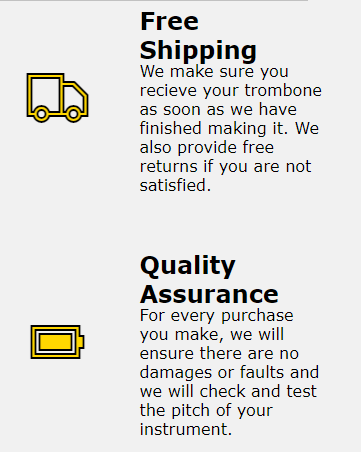 Free
Shipping
We make sure you
recieve your trombone
as soon as we have
finished making it. We
also provide free
returns if you are not
satisfied.
Quality
Assurance
For every purchase
you make, we will
ensure there are no
damages or faults and
we will check and test
the pitch of your
instrument.